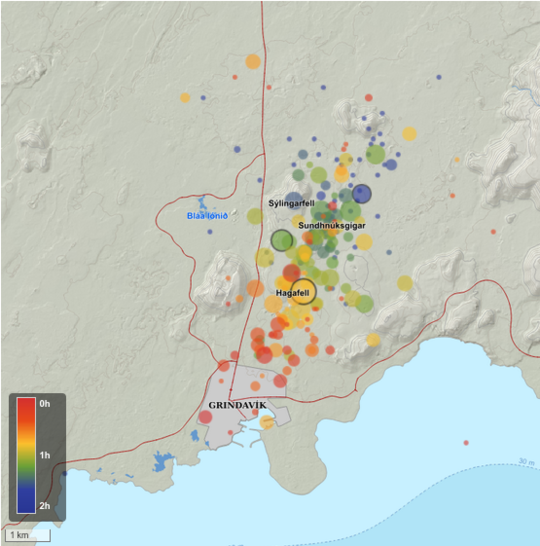 Sýlingarfell
Bláa lónið
Sundhnúksgígar
Hagafell
GRINDAVÍK
0h
1h
2h
30 m
1 km